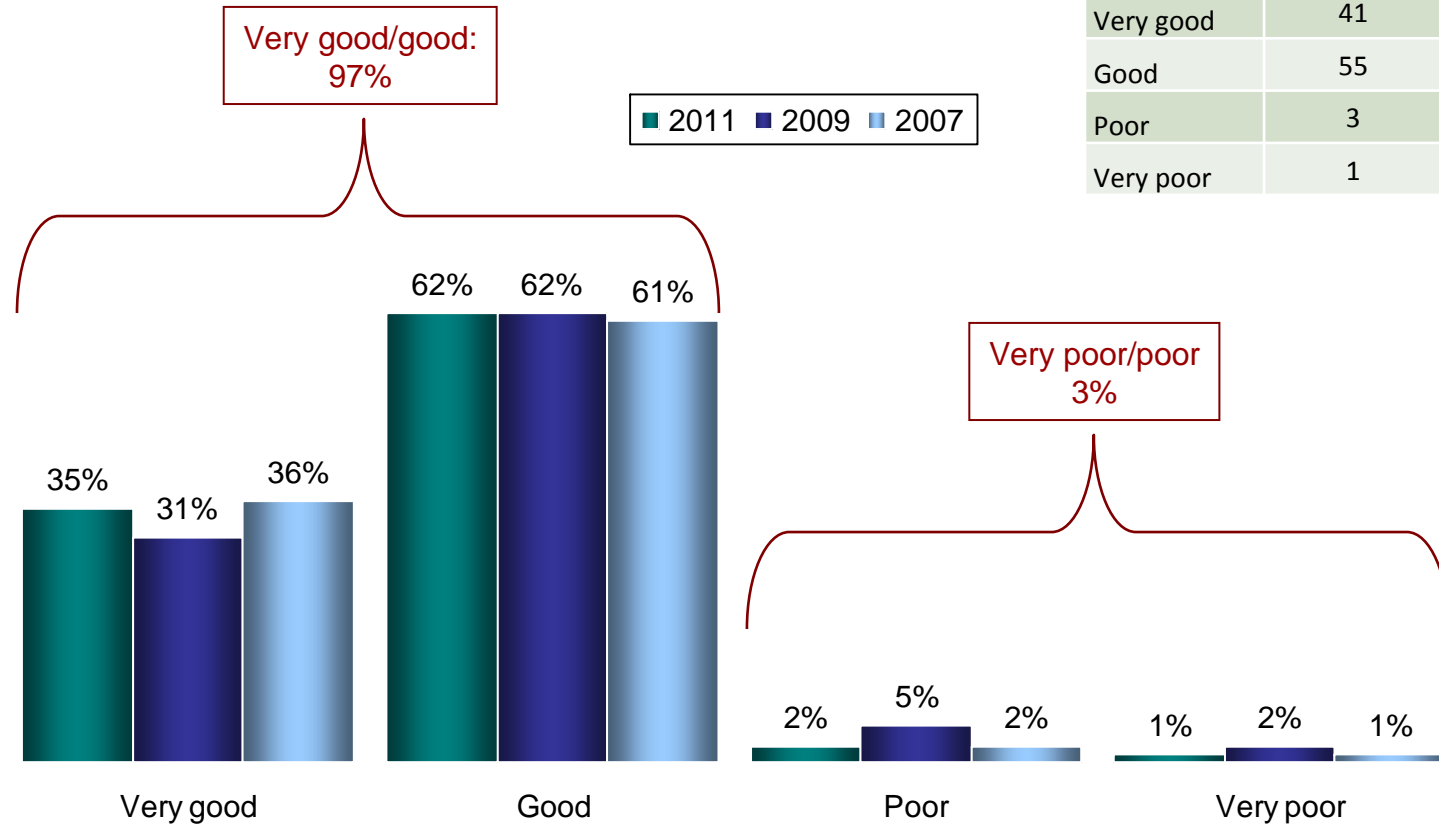 Very good/good:
97%
2011 2009 2007
Very good 41
Good 55
Poor 3
Very poor 1
62% 62% 61%
Very poor/poor
3%
35% 31% 36%
2% 5% 2% 1% 2% 1%
Very good Good Poor Very poor